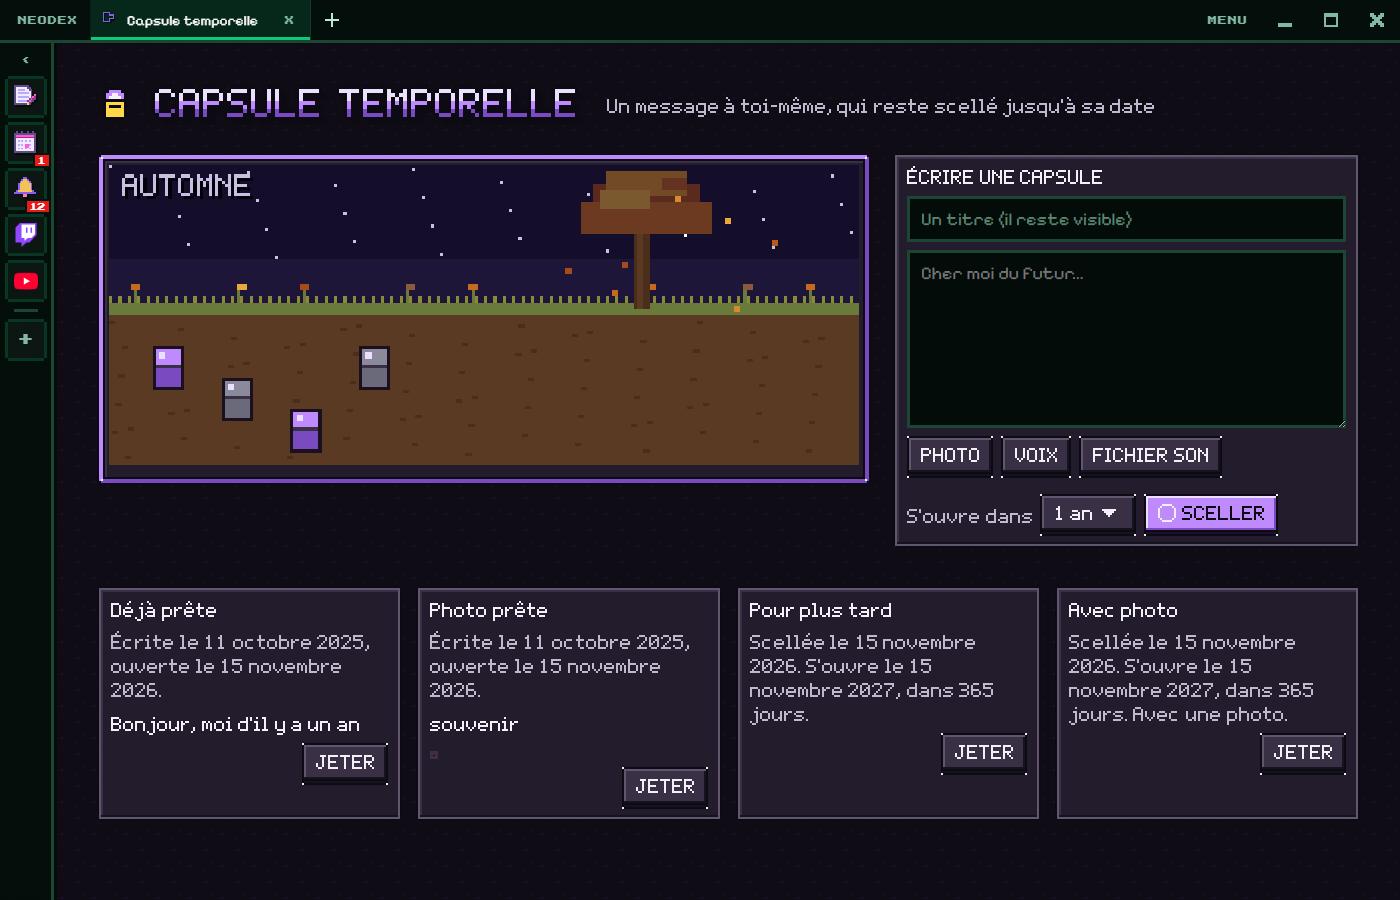 NEODEX
Capsule temporelle
MENU
1
12
CAPSULE TEMPORELLE
Un message à toi-même, qui reste scellé jusqu'à sa date
AUTOMNE
ÉCRIRE UNE CAPSULE
Un titre (il reste visible)
Cher moi du futur...
PHOTO
VOIX
FICHIER SON
S'ouvre dans
1 an
SCELLER
Déjà prête
Écrite le 11 octobre 2025,
ouverte le 15 novembre
2026.
Bonjour, moi d'il y a un an
JETER
Photo prête
Écrite le 11 octobre 2025,
ouverte le 15 novembre
2026.
souvenir
JETER
Pour plus tard
Scellée le 15 novembre
2026. S'ouvre le 15
novembre 2027, dans 365
jours.
JETER
Avec photo
Scellée le 15 novembre
2026. S'ouvre le 15
novembre 2027, dans 365
jours. Avec une photo.
JETER